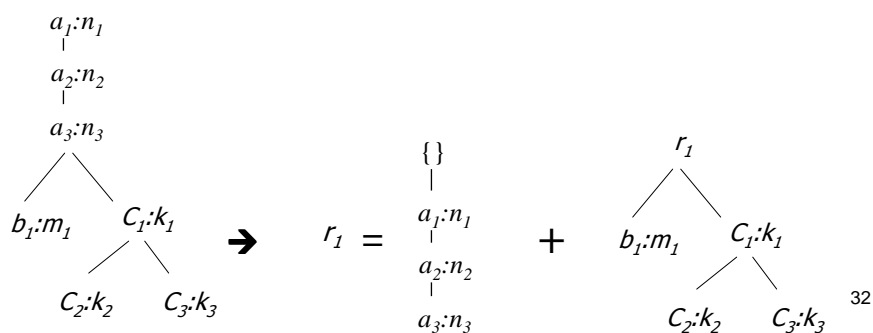 a1:n1
a2:n2
a3:n3
b1:m1 C1:k1
C2:k2 C3:k3
➔ r1 =
{}
a1:n1
a2:n2
a3:n3
+
r1
b1:m1 C1:k1
C2:k2 C3:k3
32